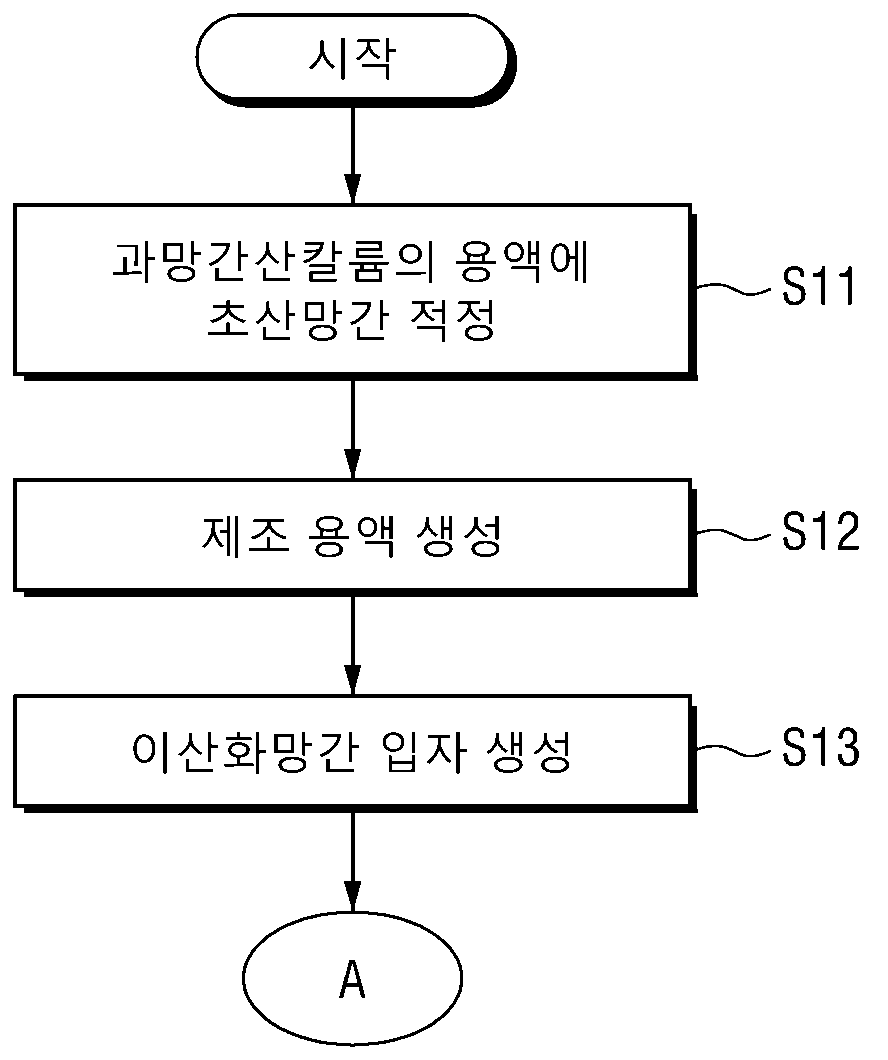 시작
과망간산칼륨의 용액에
초산망간 적정
S11
제조 용액 생성
S12
이산화망간 입자 생성
S13
A